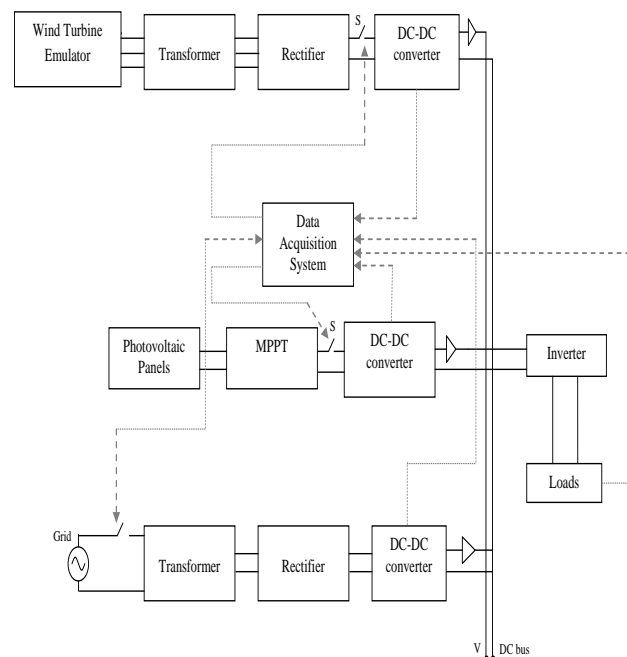 Wind Turbine
Emulator
Transformer
Rectifier
S
DC-DC
converter
Data
Acquisition
System
Photovoltaic
Panels
MPPT
S
DC-DC
converter
Inverter
Loads
Grid
Transformer
Rectifier
DC-DC
converter
V
DC bus